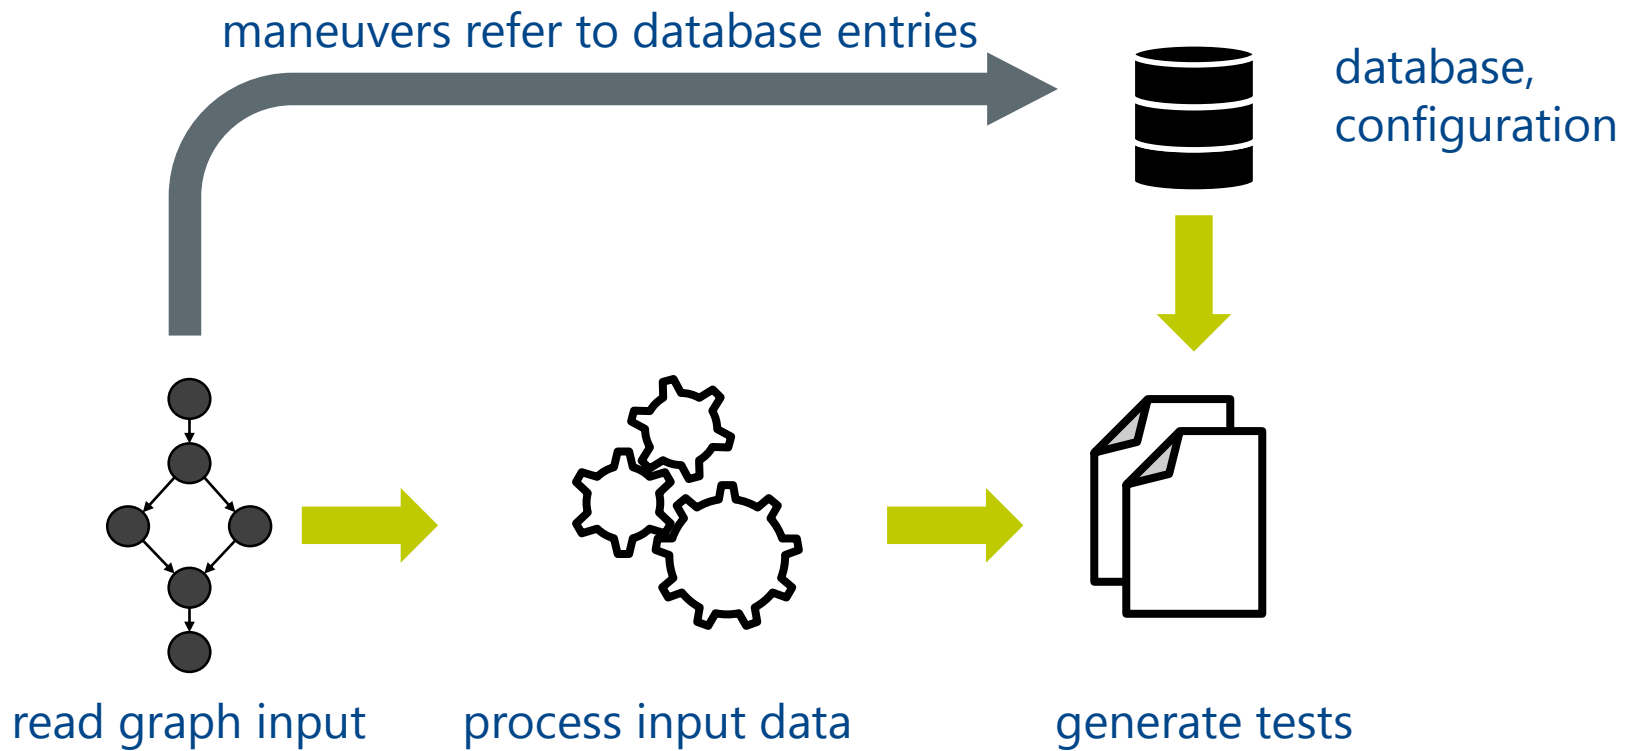 maneuvers refer to database entries
database,
configuration
read graph input
process input data
generate tests